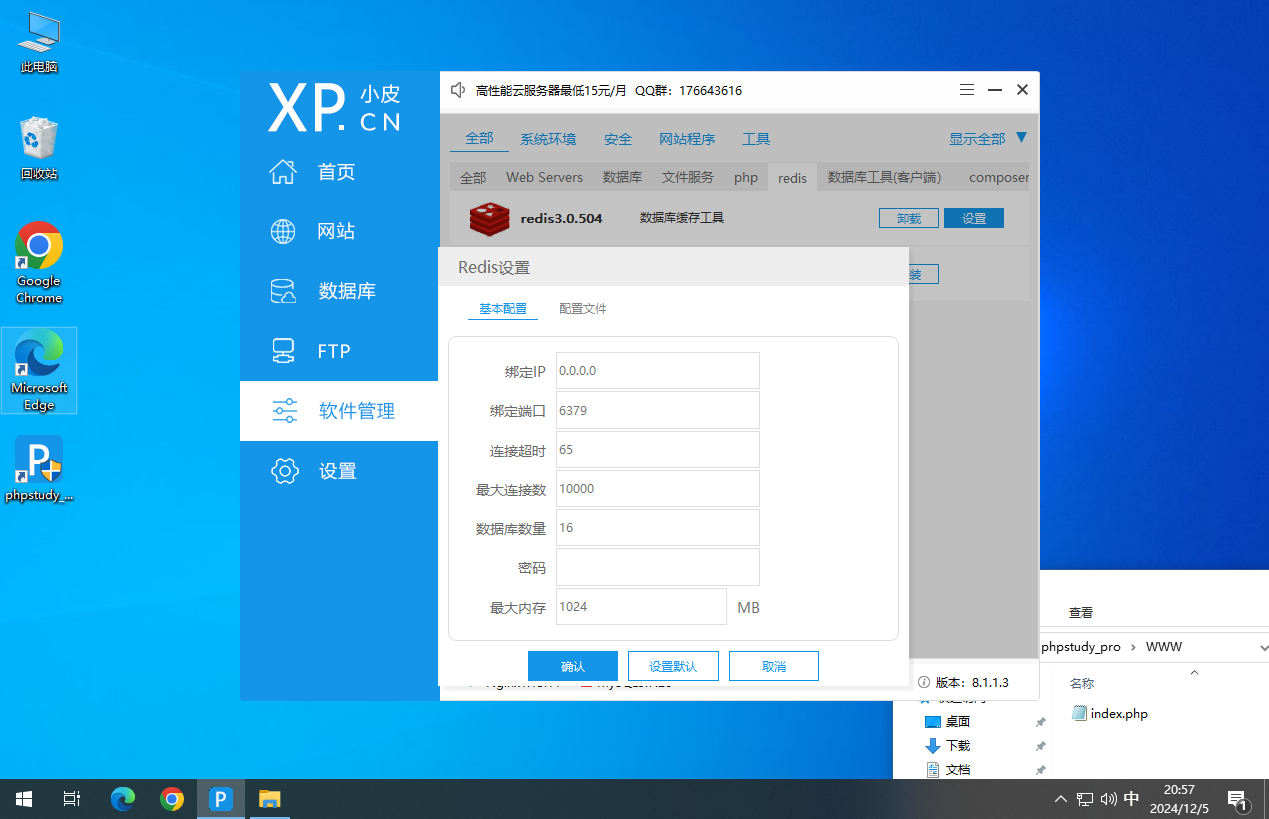 此电脑
回收站
Google
Chrome
Microsoft
Edge
phpstudy_...
XP. 小皮
CN
首页
网站
数据库
FTP
软件管理
设置
高性能云服务器最低15元/月 QQ群：176643616
全部 系统环境 安全 网站程序 工具 显示全部
全部 Web Servers 数据库 文件服务 php redis 数据库工具(客户端) composer
redis3.0.504 数据库缓存工具 卸载 设置
装
Redis设置
基本配置 配置文件
绑定IP 0.0.0.0
绑定端口 6379
连接超时 65
最大连接数 10000
数据库数量 16
密码
最大内存 1024 MB
确认 设置默认 取消
版本：8.1.1.3
查看
phpstudy_pro › WWW
名称
index.php
桌面
下载
文档
P
中
20:57
2024/12/5
1